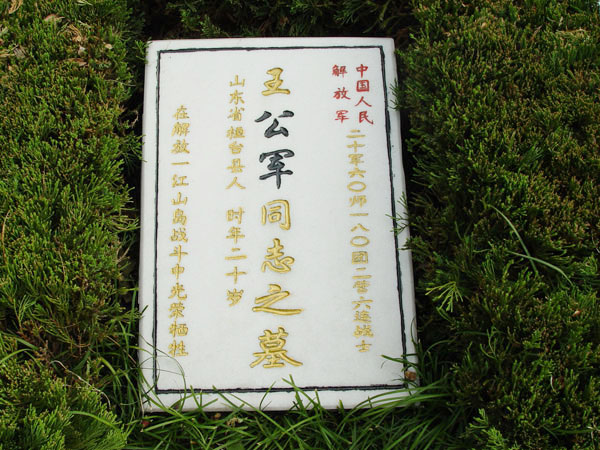 中国人民
解放军
二十军六〇师一八〇團二营六连战士
王公军同志之墓
山东省桓台县人 时年二十岁
在解放一江山岛战斗中光荣牺牲